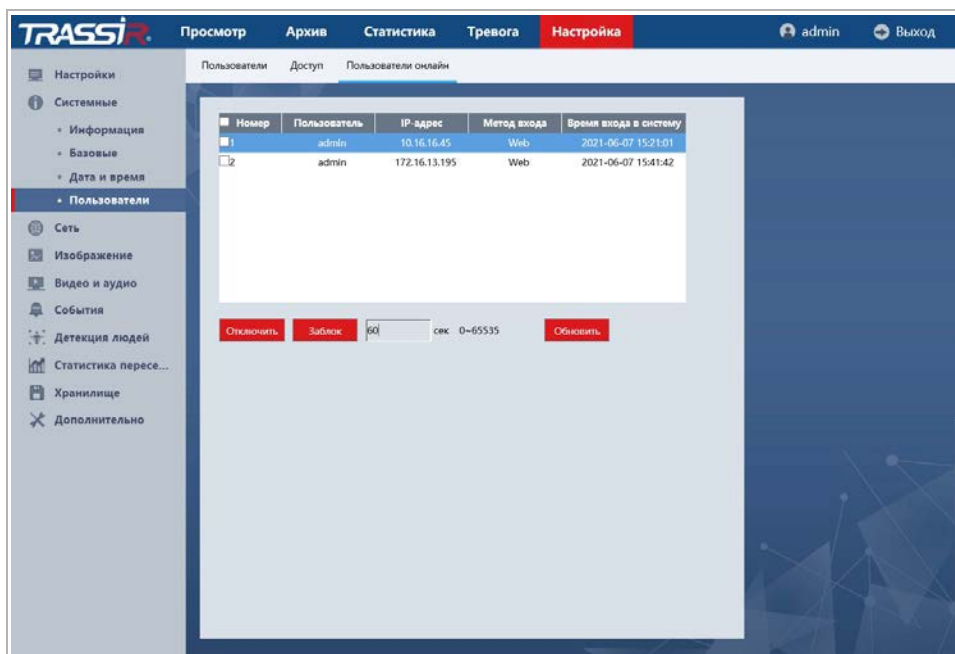 TRASSIR Просмотр Архив Статистика Тревога Настройка admin Выход
Пользователи Доступ Пользователи онлайн
Настройки
Системные
Информация
Базовые
Дата и время
Пользователи
Сеть
Изображение
Видео и аудио
События
Детекция людей
Статистика пересе...
Хранилище
Дополнительно
Номер Пользователь IP-адрес Метод входа Время входа в систему
1 admin 10.16.16.45 Web 2021-06-07 15:21:01
2 admin 172.16.13.195 Web 2021-06-07 15:41:42
Отключить Заблок 60 сек 0~65535 Обновить